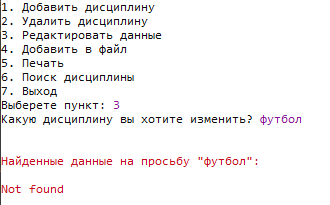 1. Добавить дисциплину
2. Удалить дисциплину
3. Редактировать данные
4. Добавить в файл
5. Печать
6. Поиск дисциплины
7. Выход
Выберете пункт: 3
Какую дисциплину вы хотите изменить? футбол
Найденные данные на просьбу "футбол":
Not found